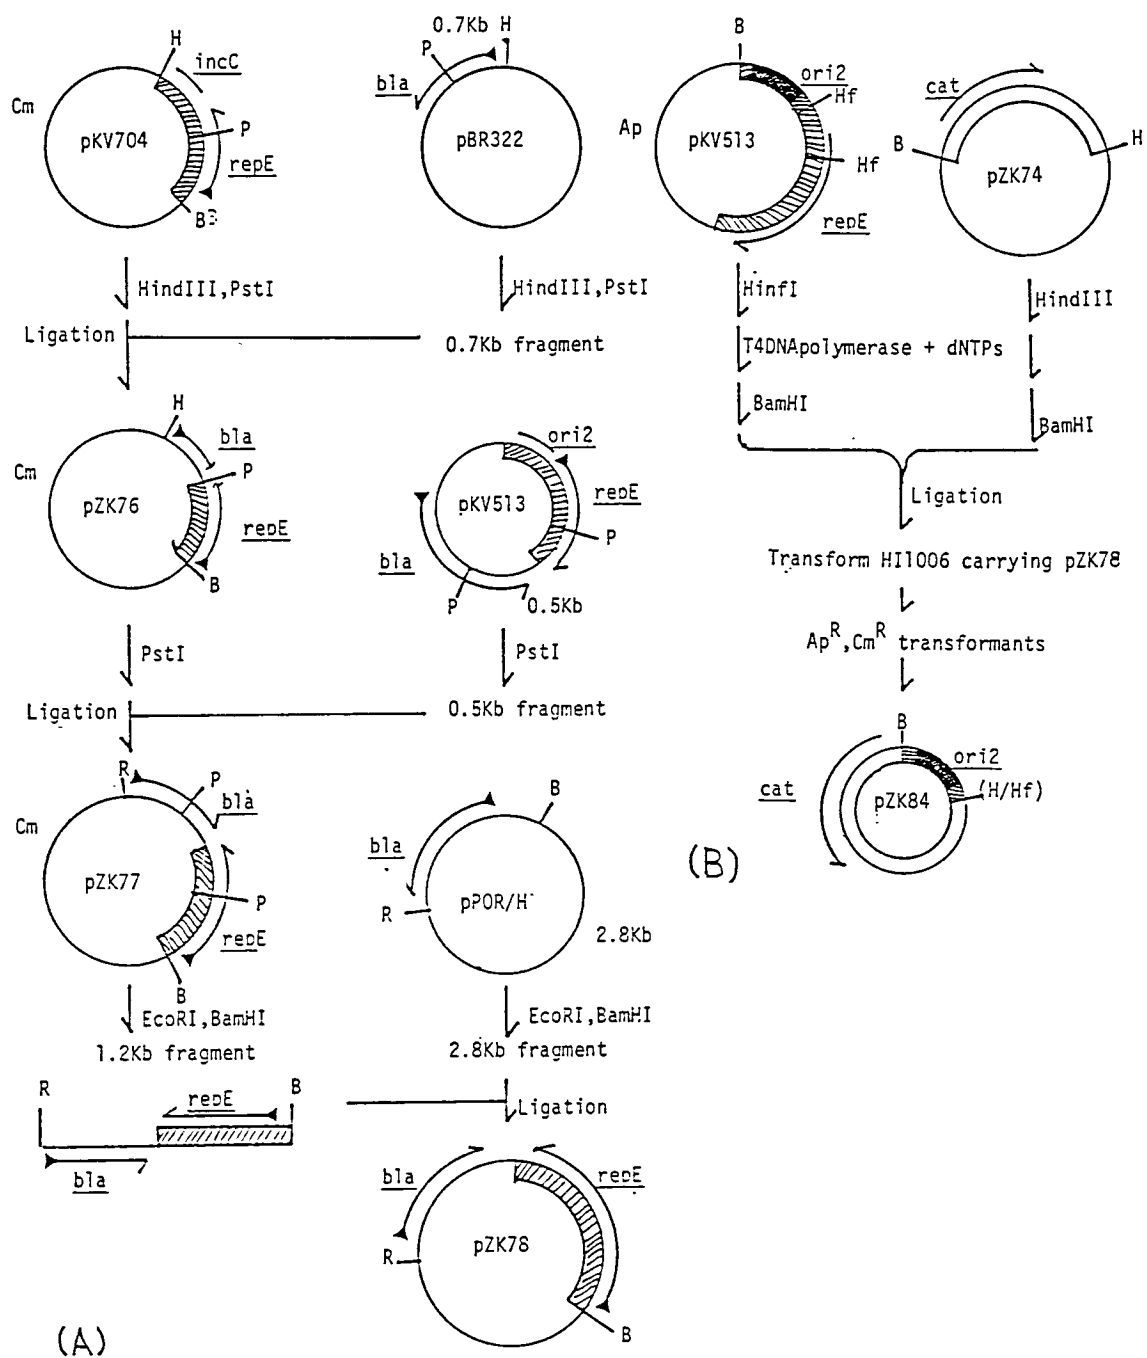 H
incC
Cm
pKV704
P
repE
B
HindIII,PstI
Ligation
0.7Kb H
P
bla
pBR322
HindIII,PstI
0.7Kb fragment
H
bla
Cm
P
pZK76
repE
B
PstI
Ligation
ori2
pKV513
repE
P
bla
P
0.5Kb
PstI
0.5Kb fragment
R
P
bla
Cm
pZK77
P
repE
B
EcoRI,BamHI
1.2Kb fragment
B
bla
pPOR/H
R
2.8Kb
EcoRI,BamHI
2.8Kb fragment
R
repE
B
bla
Ligation
bla
repE
R
pZK78
B
(A)
B
ori2
Hf
Ap
pKV513
Hf
repE
HinfI
T4DNApolymerase + dNTPs
BamHI
cat
B
H
pZK74
HindIII
BamHI
Ligation
Transform HI1006 carrying pZK78
Ap^R,Cm^R transformants
B
ori2
cat
(H/Hf)
pZK84
(B)